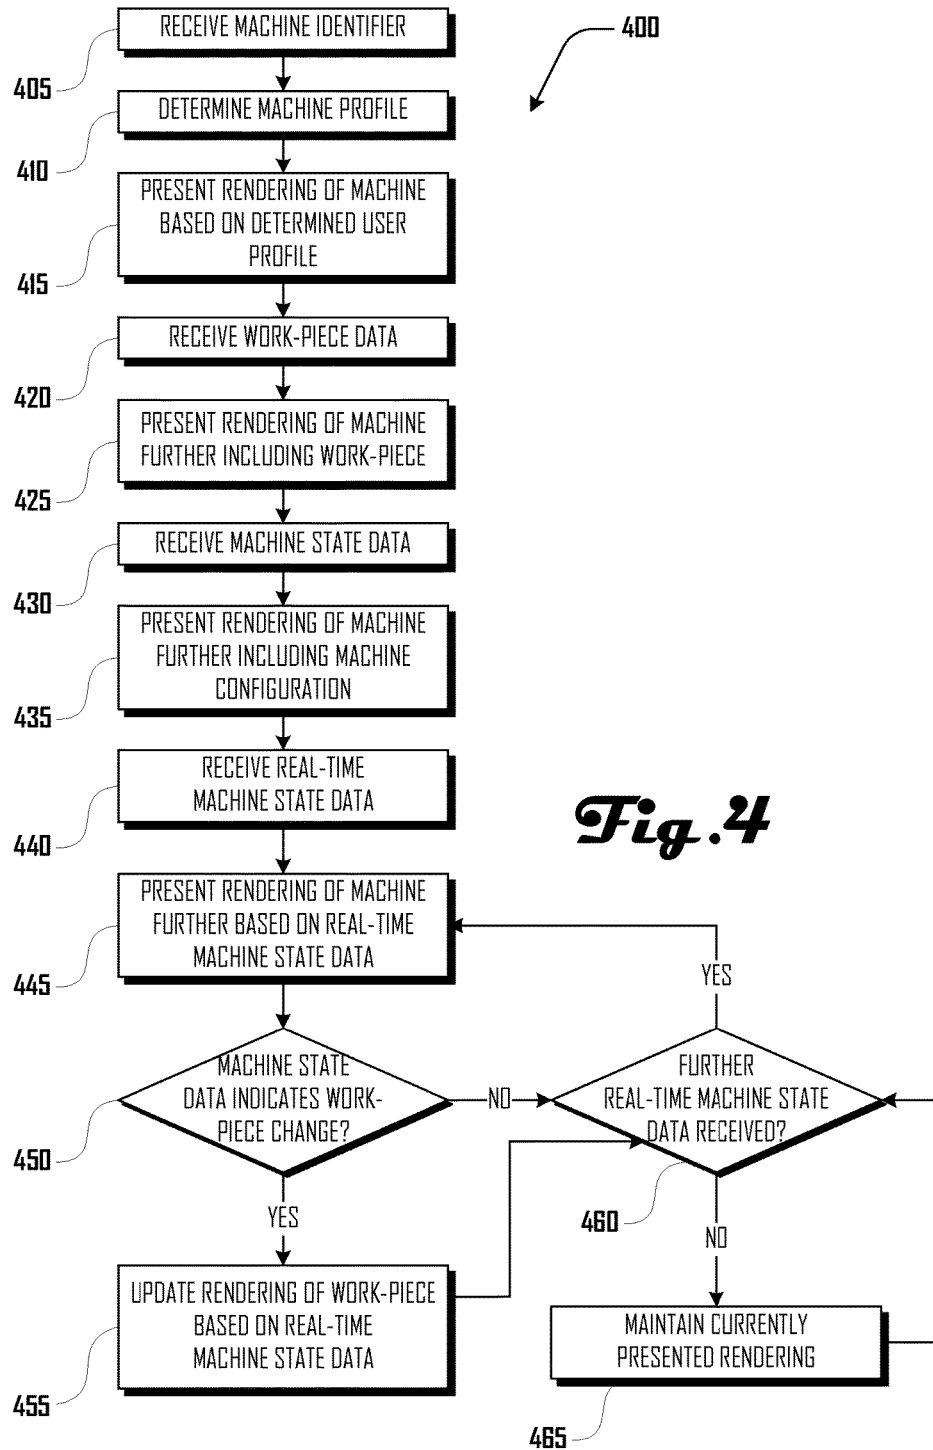 RECEIVE MACHINE IDENTIFIER
400
405
DETERMINE MACHINE PROFILE
410
PRESENT RENDERING OF MACHINE
BASED ON DETERMINED USER
PROFILE
415
RECEIVE WORK-PIECE DATA
420
PRESENT RENDERING OF MACHINE
FURTHER INCLUDING WORK-PIECE
425
RECEIVE MACHINE STATE DATA
430
PRESENT RENDERING OF MACHINE
FURTHER INCLUDING MACHINE
CONFIGURATION
435
RECEIVE REAL-TIME
MACHINE STATE DATA
440
Fig.4
PRESENT RENDERING OF MACHINE
FURTHER BASED ON REAL-TIME
MACHINE STATE DATA
445
YES
MACHINE STATE
DATA INDICATES WORK-
PIECE CHANGE?
450
NO
FURTHER
REAL-TIME MACHINE STATE
DATA RECEIVED?
460
YES
NO
UPDATE RENDERING OF WORK-PIECE
BASED ON REAL-TIME
MACHINE STATE DATA
455
MAINTAIN CURRENTLY
PRESENTED RENDERING
465